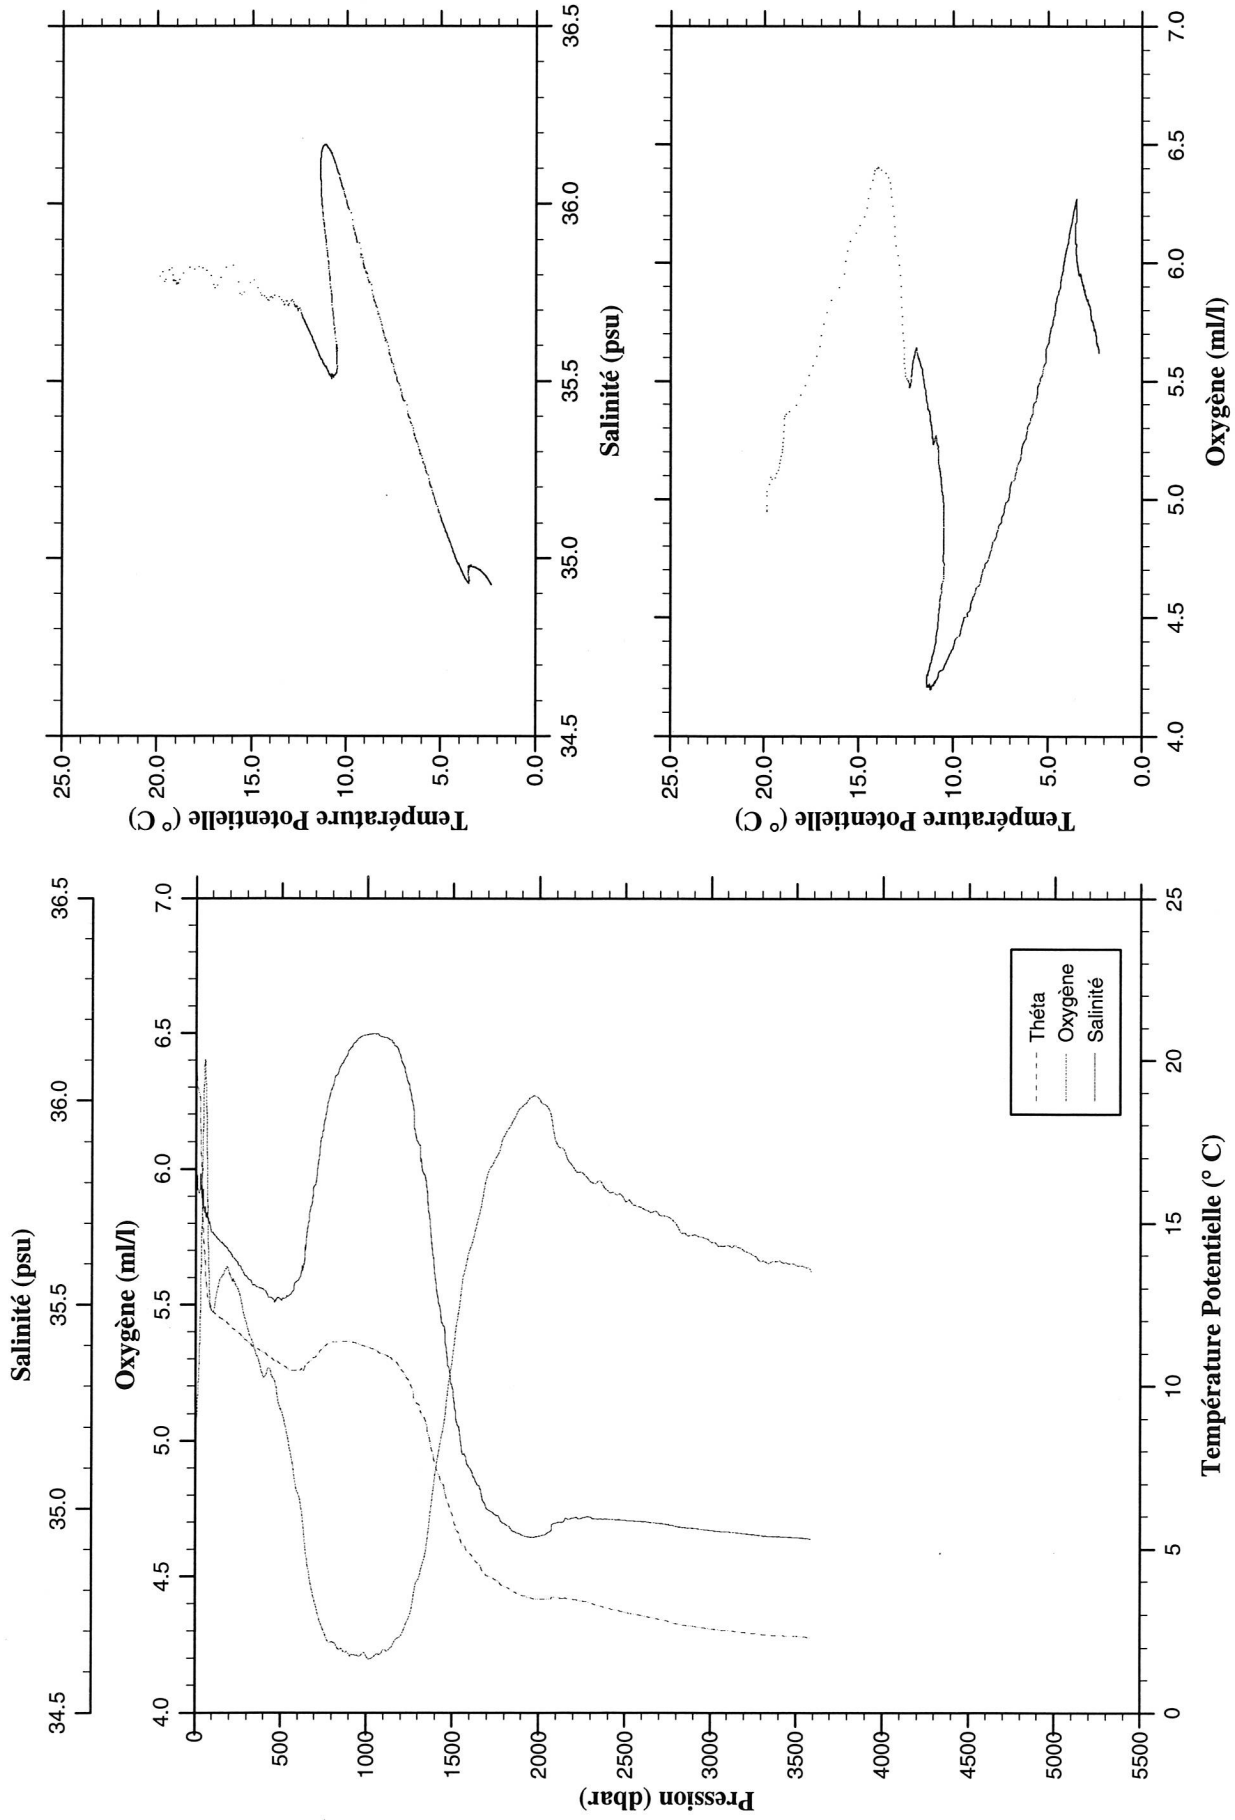 Salinité (psu)
34.5 35.0 35.5 36.0 36.5
Oxygène (ml/l)
4.0 4.5 5.0 5.5 6.0 6.5 7.0
Pression (dbar)
0
500
1000
1500
2000
2500
3000
3500
4000
4500
5000
5500
Théta
Oxygène
Salinité
0 5 10 15 20 25
Température Potentielle (° C)
Température Potentielle (° C)
25.0
20.0
15.0
10.0
5.0
0.0
34.5 35.0 35.5 36.0 36.5
Salinité (psu)
Température Potentielle (° C)
25.0
20.0
15.0
10.0
5.0
0.0
4.0 4.5 5.0 5.5 6.0 6.5 7.0
Oxygène (ml/l)